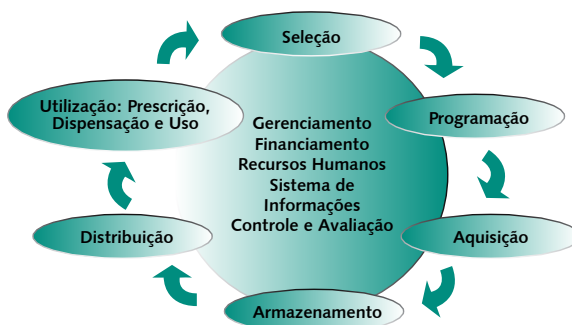 Seleção
Programação
Aquisição
Armazenamento
Distribuição
Utilização: Prescrição,
Dispensação e Uso
Gerenciamento
Financiamento
Recursos Humanos
Sistema de
Informações
Controle e Avaliação